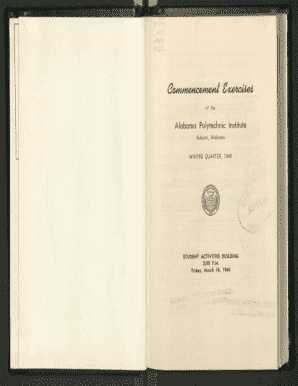 Commencement Exercises
of the
Alabama Polytechnic Institute
Auburn, Alabama
WINTER QUARTER, 1949
STUDENT ACTIVITIES BUILDING
3:00 P.M.
Friday, March 18, 1949